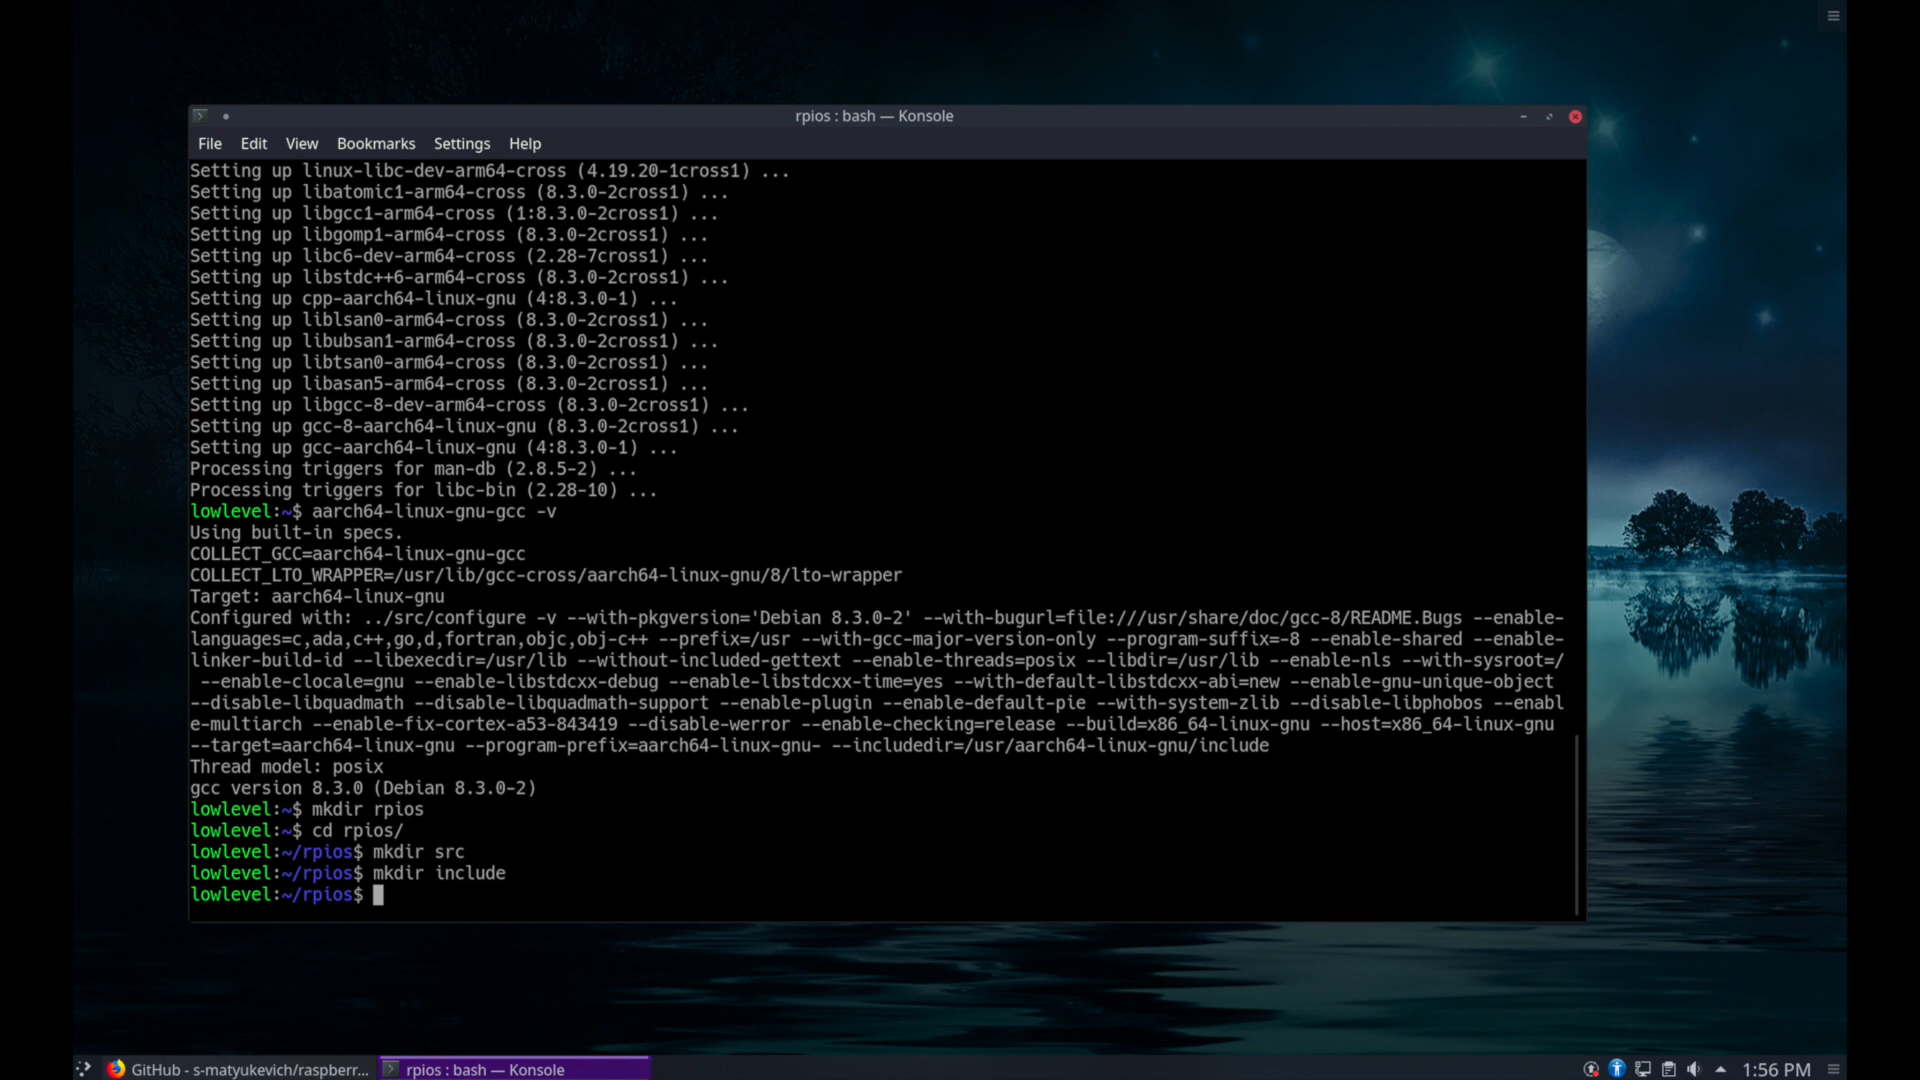 rpios : bash — Konsole
File Edit View Bookmarks Settings Help
Setting up linux-libc-dev-arm64-cross (4.19.20-1cross1) ...
Setting up libatomic1-arm64-cross (8.3.0-2cross1) ...
Setting up libgcc1-arm64-cross (1:8.3.0-2cross1) ...
Setting up libgomp1-arm64-cross (8.3.0-2cross1) ...
Setting up libc6-dev-arm64-cross (2.28-7cross1) ...
Setting up libstdc++6-arm64-cross (8.3.0-2cross1) ...
Setting up cpp-aarch64-linux-gnu (4:8.3.0-1) ...
Setting up liblsan0-arm64-cross (8.3.0-2cross1) ...
Setting up libubsan1-arm64-cross (8.3.0-2cross1) ...
Setting up libtsan0-arm64-cross (8.3.0-2cross1) ...
Setting up libasan5-arm64-cross (8.3.0-2cross1) ...
Setting up libgcc-8-dev-arm64-cross (8.3.0-2cross1) ...
Setting up gcc-8-aarch64-linux-gnu (8.3.0-2cross1) ...
Setting up gcc-aarch64-linux-gnu (4:8.3.0-1) ...
Processing triggers for man-db (2.8.5-2) ...
Processing triggers for libc-bin (2.28-10) ...
lowlevel:~$ aarch64-linux-gnu-gcc -v
Using built-in specs.
COLLECT_GCC=aarch64-linux-gnu-gcc
COLLECT_LTO_WRAPPER=/usr/lib/gcc-cross/aarch64-linux-gnu/8/lto-wrapper
Target: aarch64-linux-gnu
Configured with: ../src/configure -v --with-pkgversion='Debian 8.3.0-2' --with-bugurl=file:///usr/share/doc/gcc-8/README.Bugs --enable-
languages=c,ada,c++,go,d,fortran,objc,obj-c++ --prefix=/usr --with-gcc-major-version-only --program-suffix=-8 --enable-shared --enable-
linker-build-id --libexecdir=/usr/lib --without-included-gettext --enable-threads=posix --libdir=/usr/lib --enable-nls --with-sysroot=/
--enable-clocale=gnu --enable-libstdcxx-debug --enable-libstdcxx-time=yes --with-default-libstdcxx-abi=new --enable-gnu-unique-object
--disable-libquadmath --disable-libquadmath-support --enable-plugin --enable-default-pie --with-system-zlib --disable-libphobos --enabl
e-multiarch --enable-fix-cortex-a53-843419 --disable-werror --enable-checking=release --build=x86_64-linux-gnu --host=x86_64-linux-gnu
--target=aarch64-linux-gnu --program-prefix=aarch64-linux-gnu- --includedir=/usr/aarch64-linux-gnu/include
Thread model: posix
gcc version 8.3.0 (Debian 8.3.0-2)
lowlevel:~$ mkdir rpios
lowlevel:~$ cd rpios/
lowlevel:~/rpios$ mkdir src
lowlevel:~/rpios$ mkdir include
lowlevel:~/rpios$
GitHub - s-matyukevich/raspberr... rpios : bash — Konsole 1:56 PM